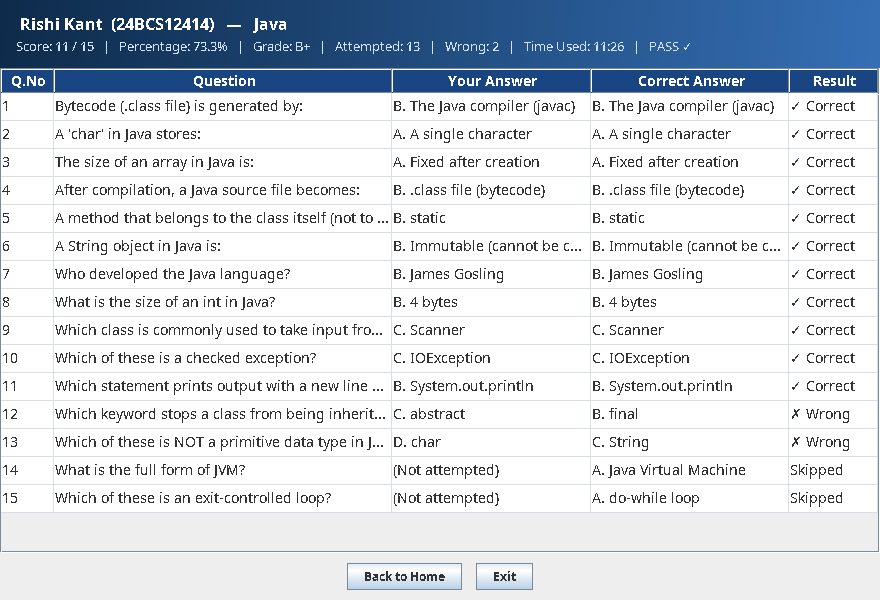 Rishi Kant (24BCS12414) — Java
Score: 11 / 15 | Percentage: 73.3% | Grade: B+ | Attempted: 13 | Wrong: 2 | Time Used: 11:26 | PASS ✓
Q.No Question Your Answer Correct Answer Result
1 Bytecode (.class file) is generated by: B. The Java compiler (javac) B. The Java compiler (javac) ✓ Correct
2 A 'char' in Java stores: A. A single character A. A single character ✓ Correct
3 The size of an array in Java is: A. Fixed after creation A. Fixed after creation ✓ Correct
4 After compilation, a Java source file becomes: B. .class file (bytecode) B. .class file (bytecode) ✓ Correct
5 A method that belongs to the class itself (not to ... B. static B. static ✓ Correct
6 A String object in Java is: B. Immutable (cannot be c... B. Immutable (cannot be c... ✓ Correct
7 Who developed the Java language? B. James Gosling B. James Gosling ✓ Correct
8 What is the size of an int in Java? B. 4 bytes B. 4 bytes ✓ Correct
9 Which class is commonly used to take input fro... C. Scanner C. Scanner ✓ Correct
10 Which of these is a checked exception? C. IOException C. IOException ✓ Correct
11 Which statement prints output with a new line ... B. System.out.println B. System.out.println ✓ Correct
12 Which keyword stops a class from being inherit... C. abstract B. final ✗ Wrong
13 Which of these is NOT a primitive data type in J... D. char C. String ✗ Wrong
14 What is the full form of JVM? (Not attempted) A. Java Virtual Machine Skipped
15 Which of these is an exit-controlled loop? (Not attempted) A. do-while loop Skipped
Back to Home Exit